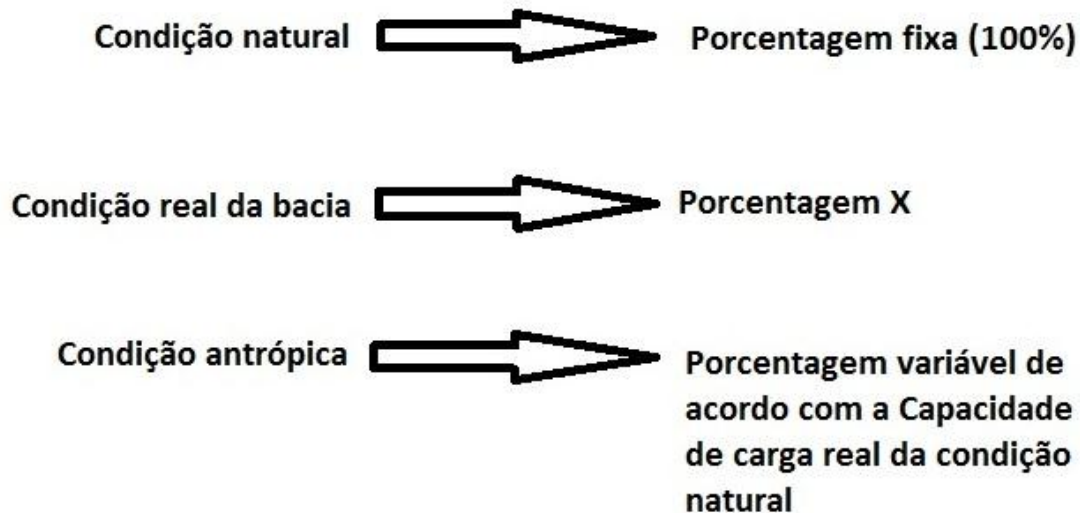 Condição natural
Porcentagem fixa (100%)
Condição real da bacia
Porcentagem X
Condição antrópica
Porcentagem variável de
acordo com a Capacidade
de carga real da condição
natural